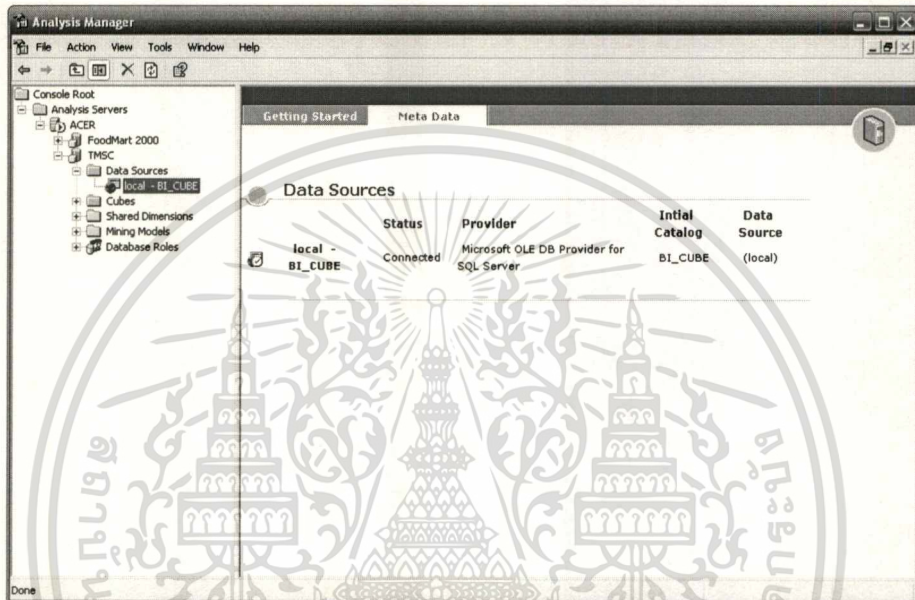 Analysis Manager
File Action View Tools Window Help
Console Root
Analysis Servers
ACER
FoodMart 2000
TMSC
Data Sources
local - BI_CUBE
Cubes
Shared Dimensions
Mining Models
Database Roles
Getting Started Meta Data
Data Sources
Status Provider Intial Catalog Data Source
local - BI_CUBE Connected Microsoft OLE DB Provider for SQL Server BI_CUBE (local)
Done